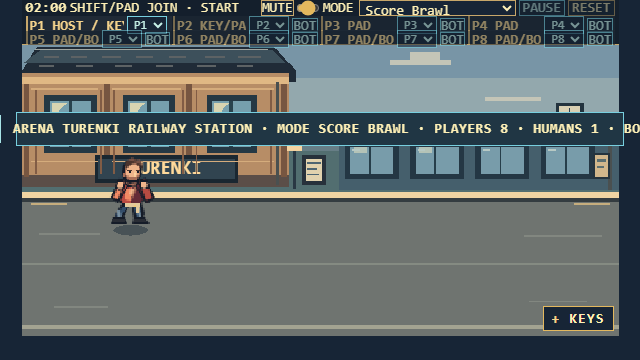 02:00 SHIFT/PAD JOIN · START MUTE MODE Score Brawl PAUSE RESET
P1 HOST / KEY P1 P2 KEY/PA P2 BOT P3 PAD P3 BOT P4 PAD P4 BOT
P5 PAD/BO P5 BOT P6 PAD/BO P6 BOT P7 PAD/BO P7 BOT P8 PAD/BO P8 BOT
ARENA TURENKI RAILWAY STATION · MODE SCORE BRAWL · PLAYERS 8 · HUMANS 1 · BO
TURENKI
+ KEYS